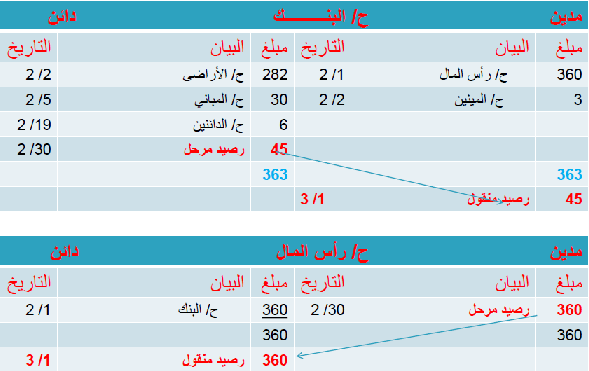 مدين ح/ البنــــــــك دائن
مبلغ البيان التاريخ مبلغ البيان التاريخ
360 ح/ رأس المال 2 /1 282 ح/ الأراضى 2 /2
3 ح/ المينين 2 /2 30 ح/ المباني 2 /5
6 ح/ الدائنين 2 /19
45 رصيد مرحل 2 /30
363 363
45 رصيد منقول 3 /1
مدين ح/ رأس المال دائن
مبلغ البيان التاريخ مبلغ البيان التاريخ
360 رصيد مرحل 2 /30 360 ح/ البنك 2 /1
360 360
360 رصيد منقول 3 /1